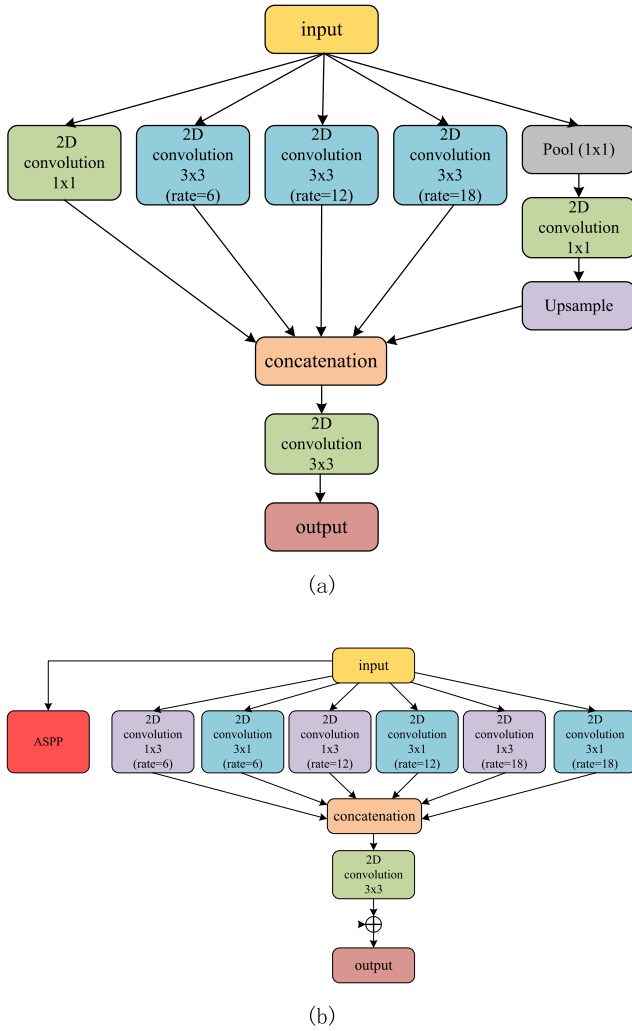 input
2D
convolution
1x1
2D
convolution
3x3
(rate=6)
2D
convolution
3x3
(rate=12)
2D
convolution
3x3
(rate=18)
Pool (1x1)
2D
convolution
1x1
Upsample
concatenation
2D
convolution
3x3
output
(a)
input
ASPP
2D
convolution
1x3
(rate=6)
2D
convolution
3x1
(rate=6)
2D
convolution
1x3
(rate=12)
2D
convolution
3x1
(rate=12)
2D
convolution
1x3
(rate=18)
2D
convolution
3x1
(rate=18)
concatenation
2D
convolution
3x3
output
(b)